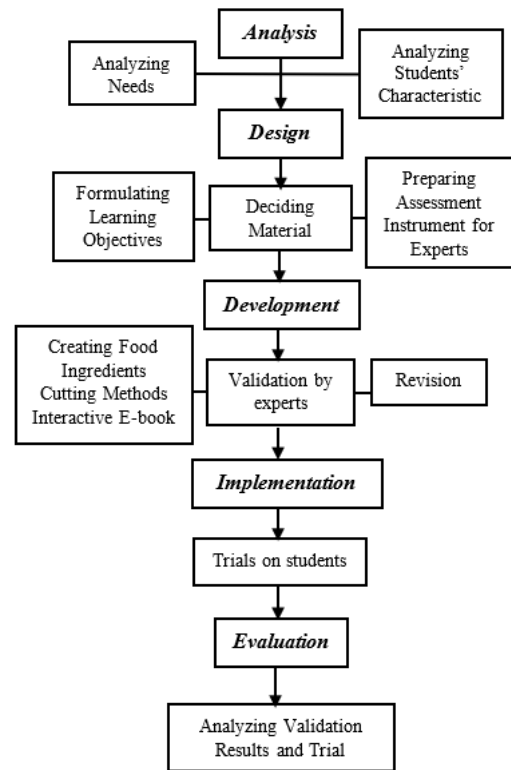 Analysis
Analyzing
Needs
Analyzing
Students’
Characteristic
Design
Formulating
Learning
Objectives
Deciding
Material
Preparing
Assessment
Instrument for
Experts
Development
Creating Food
Ingredients
Cutting Methods
Interactive E-book
Validation by
experts
Revision
Implementation
Trials on students
Evaluation
Analyzing Validation
Results and Trial